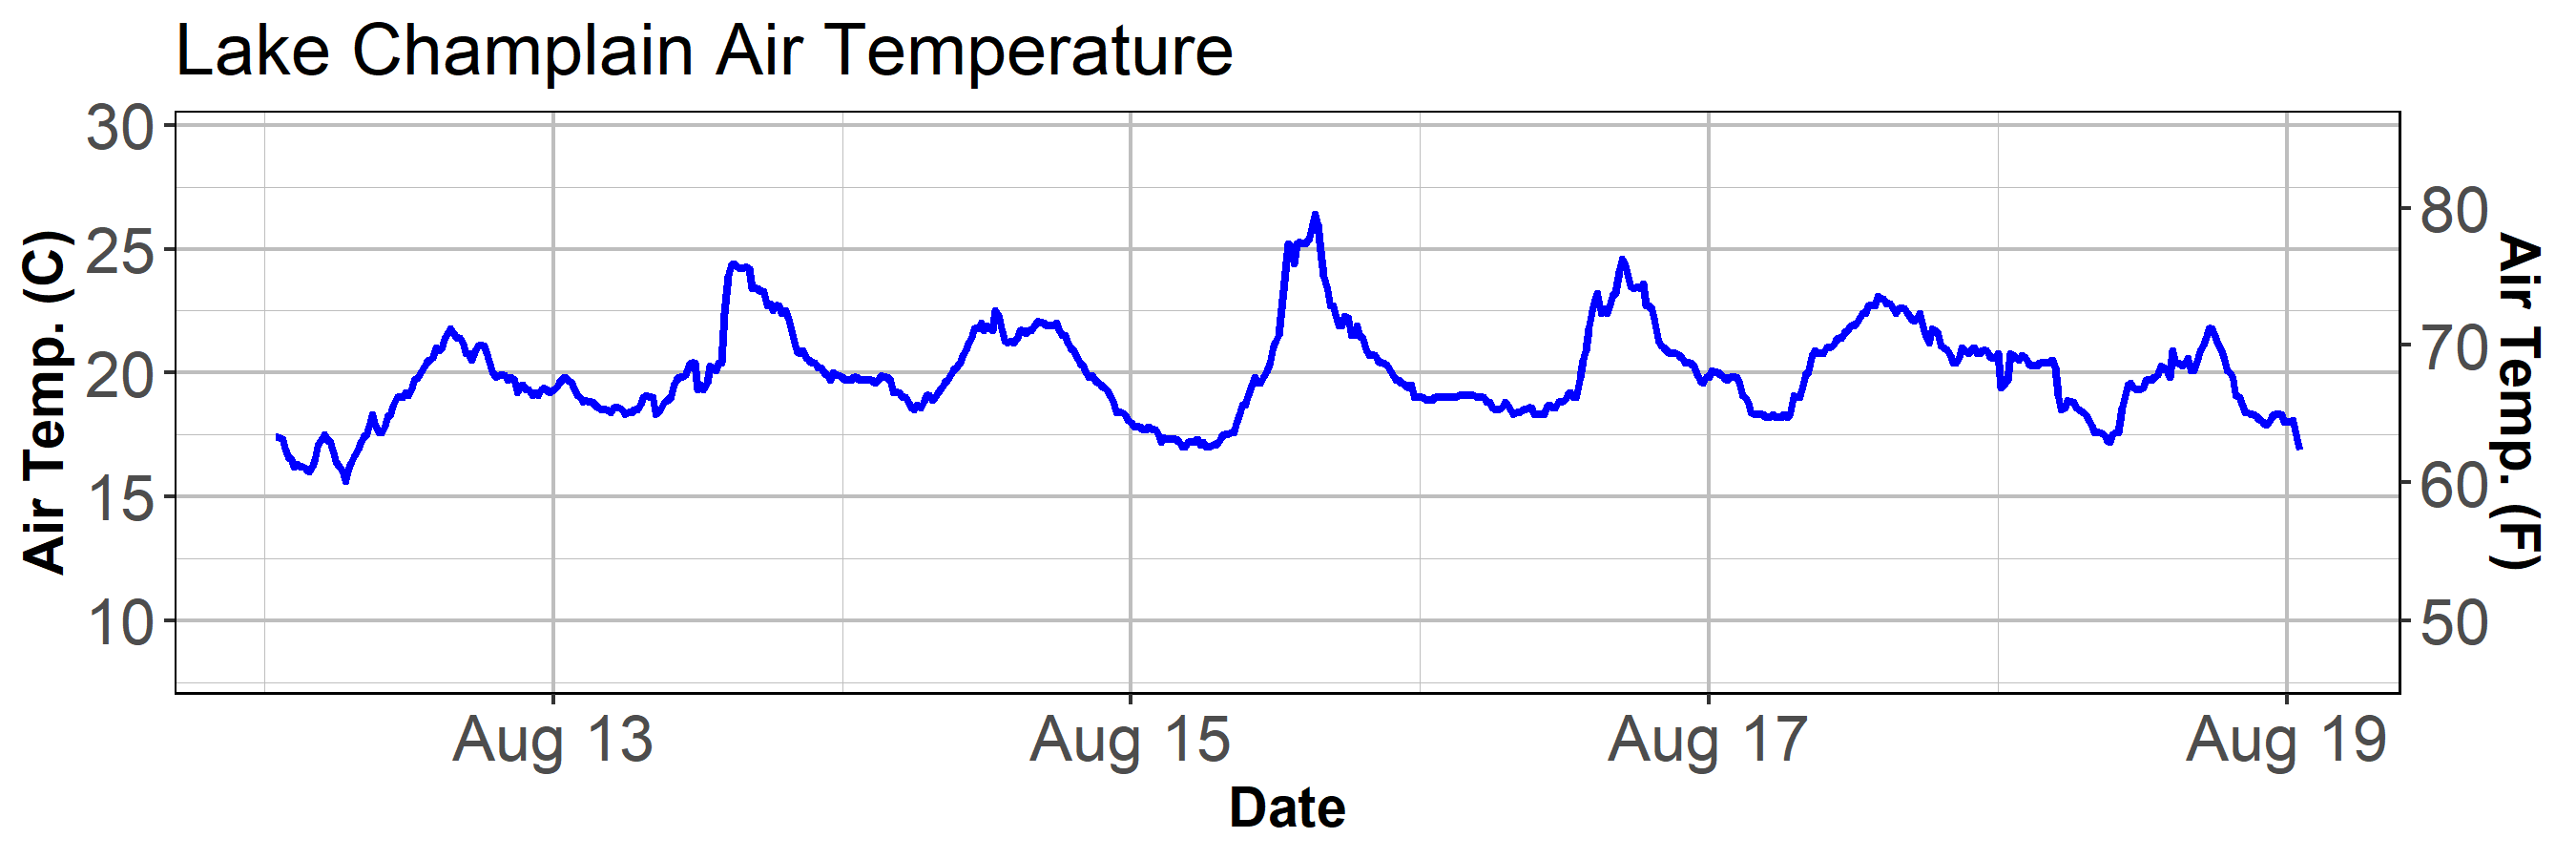 Lake Champlain Air Temperature
30
25
20
15
10
Air Temp. (C)
80
70
60
50
Air Temp. (F)
Aug 13
Aug 15
Aug 17
Aug 19
Date